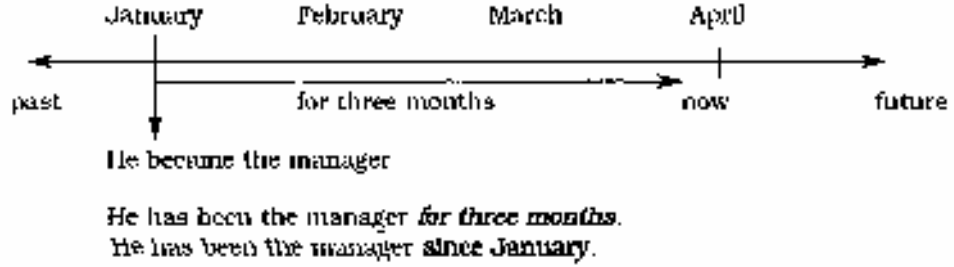 January February March April
past for three months now future
He became the manager
He has been the manager for three months.
He has been the manager since January.